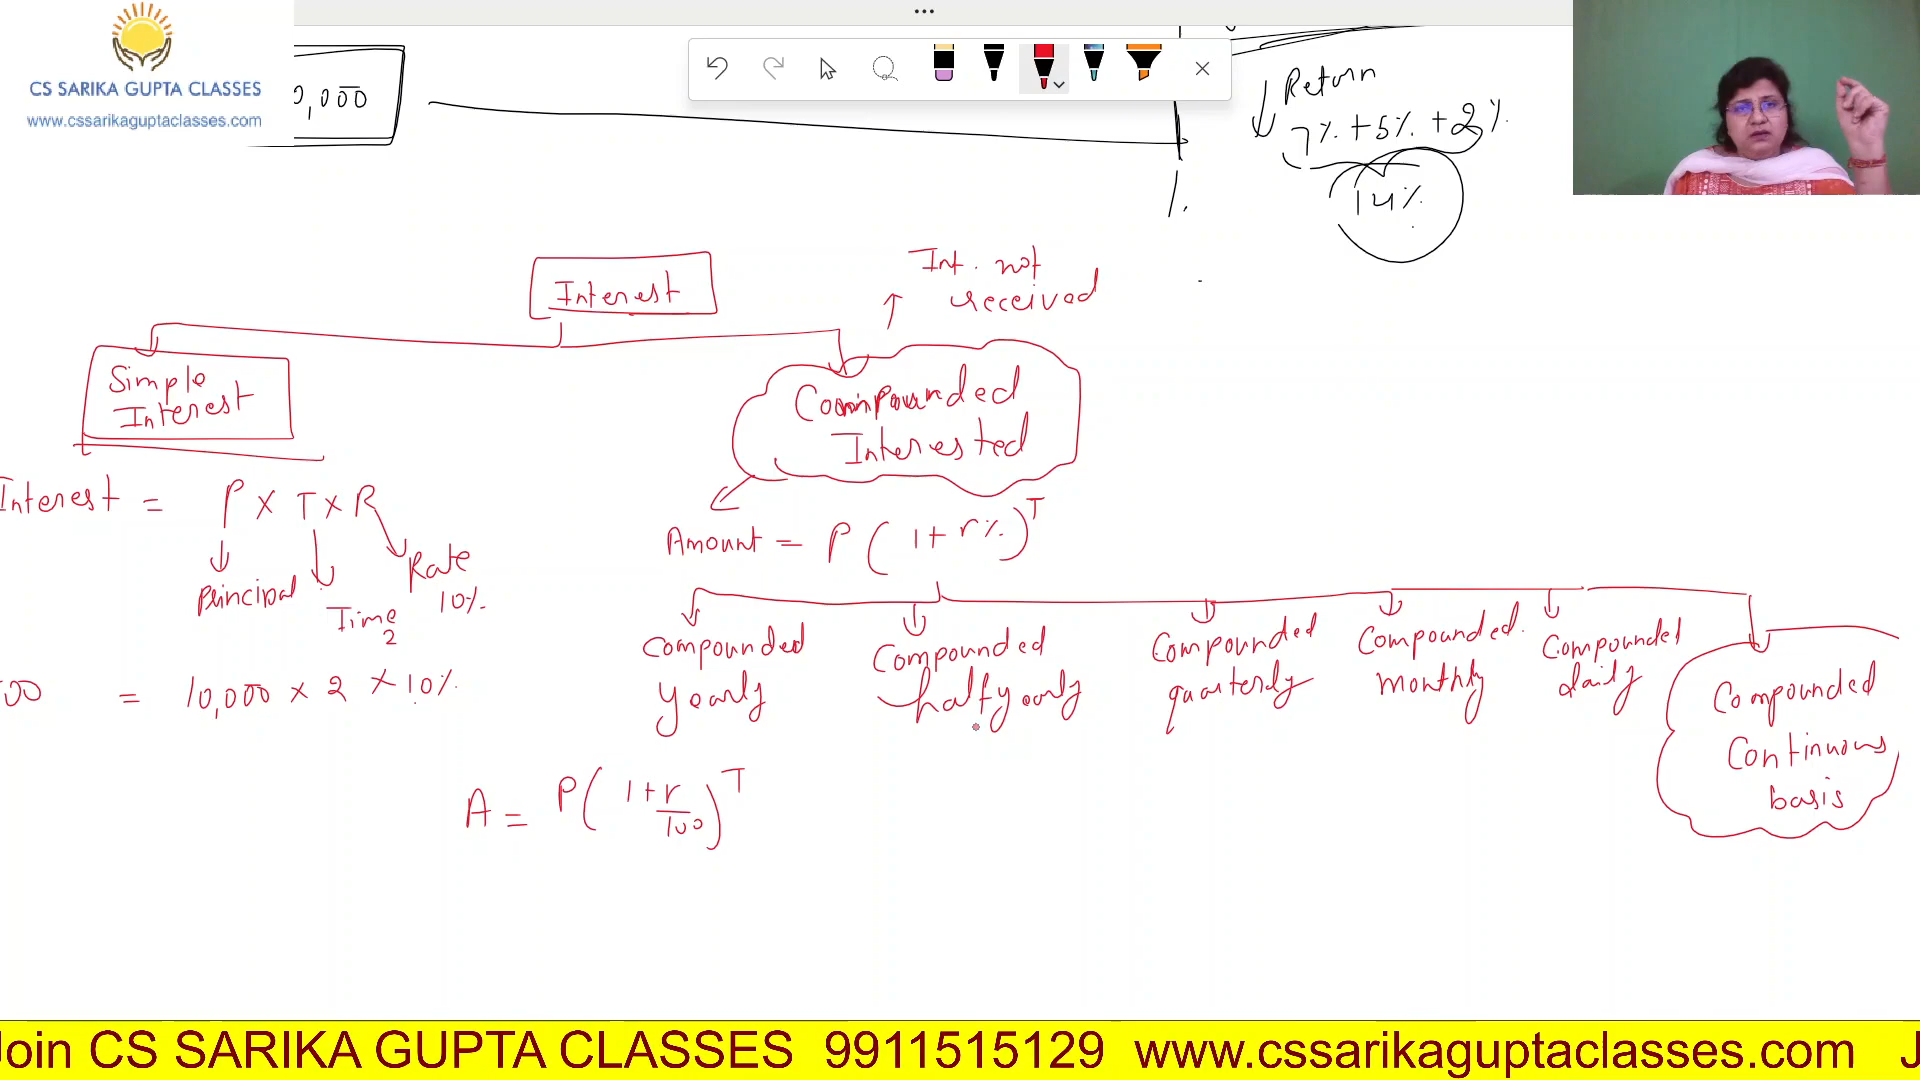 CS SARIKA GUPTA CLASSES
www.cssarikaguptaclasses.com
0,000
Return
7% + 5% + 2%
14%
Interest
Int. not
received
Simple
Interest
Compounded
Interested
Interest = P × T × R
Principal
Time
2
Rate
10%
Amount = P ( 1 + r% )^T
Compounded
yearly
Compounded
halfyearly
Compounded
quarterly
Compounded
monthly
Compounded
daily
Compounded
Continuous
basis
00 = 10,000 × 2 × 10%
A = P ( 1 + r/100 )^T
Join CS SARIKA GUPTA CLASSES 9911515129 www.cssarikaguptaclasses.com J